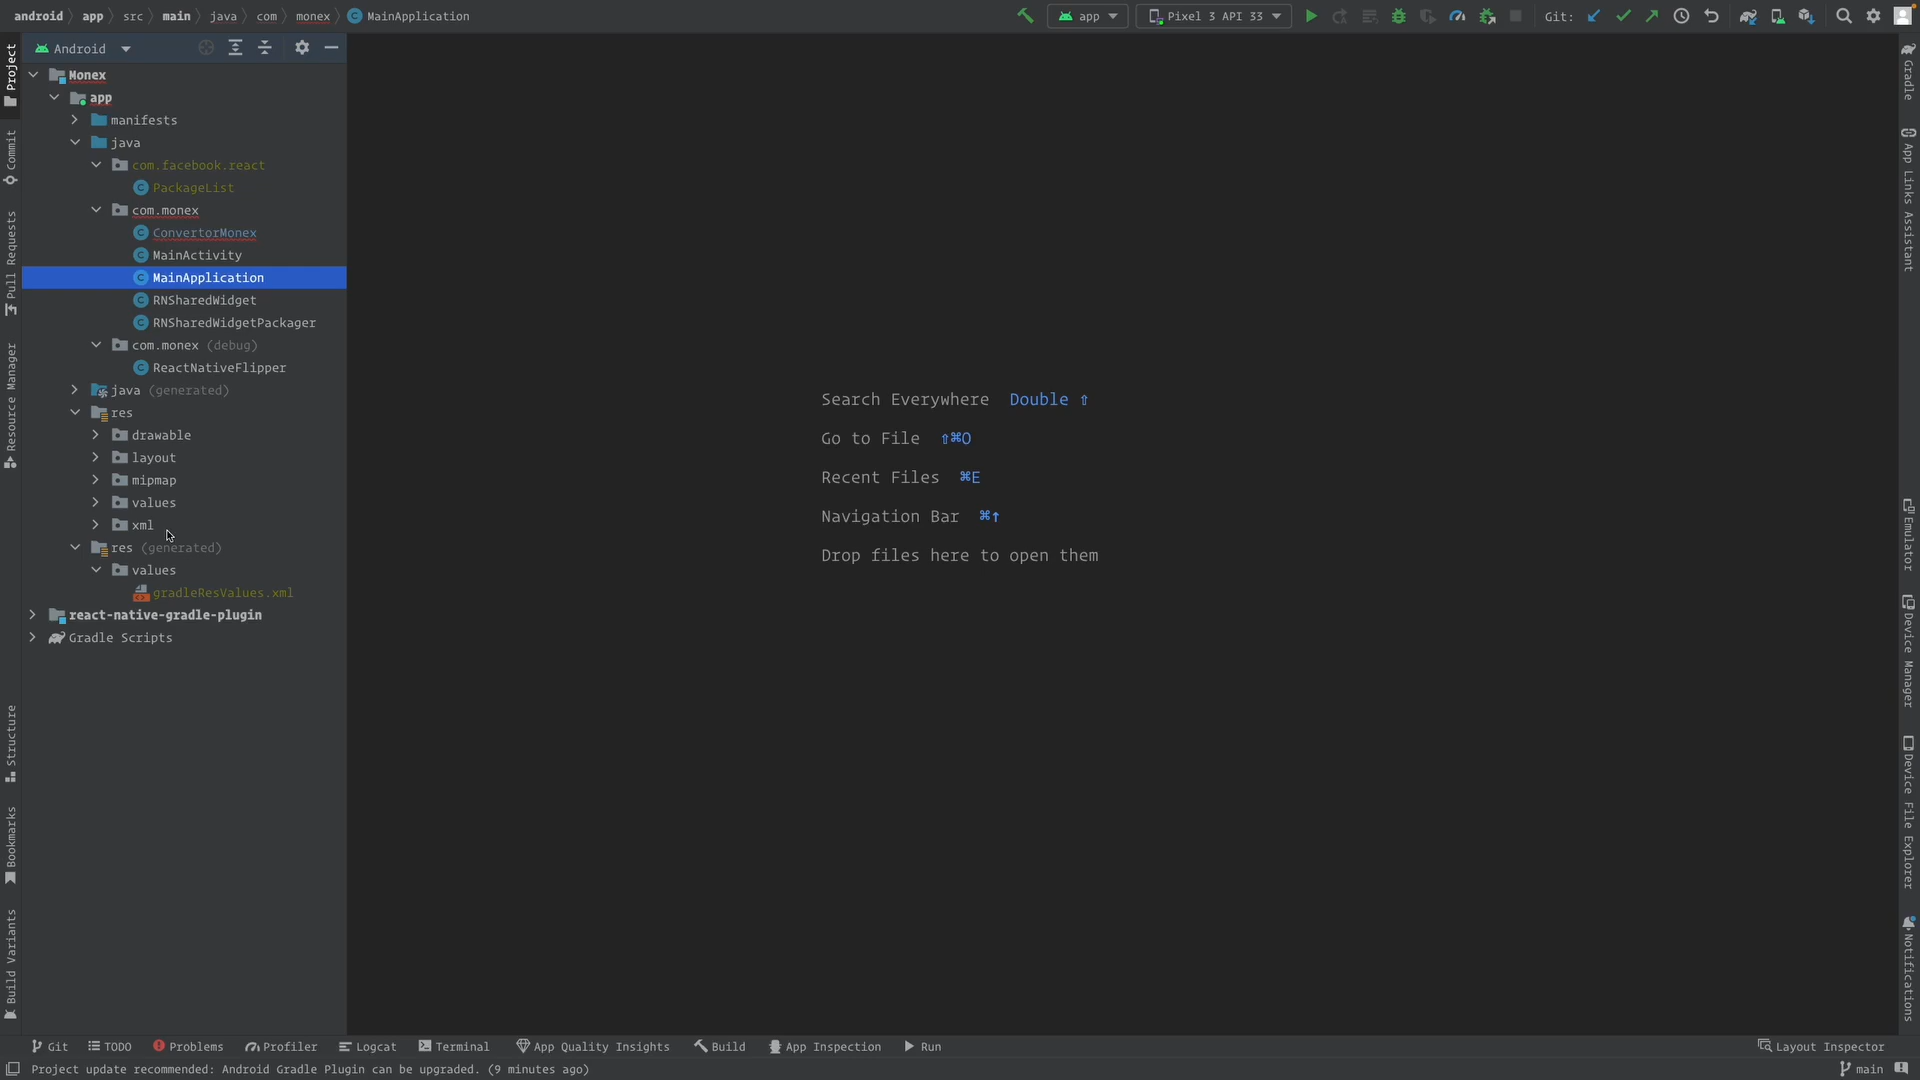 android app src main java com monex MainApplication
app
Pixel 3 API 33
Git:
Android
Monex
app
manifests
java
com.facebook.react
PackageList
com.monex
ConvertorMonex
MainActivity
MainApplication
RNSharedWidget
RNSharedWidgetPackager
com.monex (debug)
ReactNativeFlipper
java (generated)
res
drawable
layout
mipmap
values
xml
res (generated)
values
gradleResValues.xml
react-native-gradle-plugin
Gradle Scripts
Project
Commit
Pull Requests
Resource Manager
Structure
Bookmarks
Build Variants
Search Everywhere Double ⇧
Go to File ⇧⌘O
Recent Files ⌘E
Navigation Bar ⌘↑
Drop files here to open them
Gradle
App Links Assistant
Emulator
Device Manager
Device File Explorer
Notifications
Git TODO Problems Profiler Logcat Terminal App Quality Insights Build App Inspection Run Layout Inspector
Project update recommended: Android Gradle Plugin can be upgraded. (9 minutes ago)
main